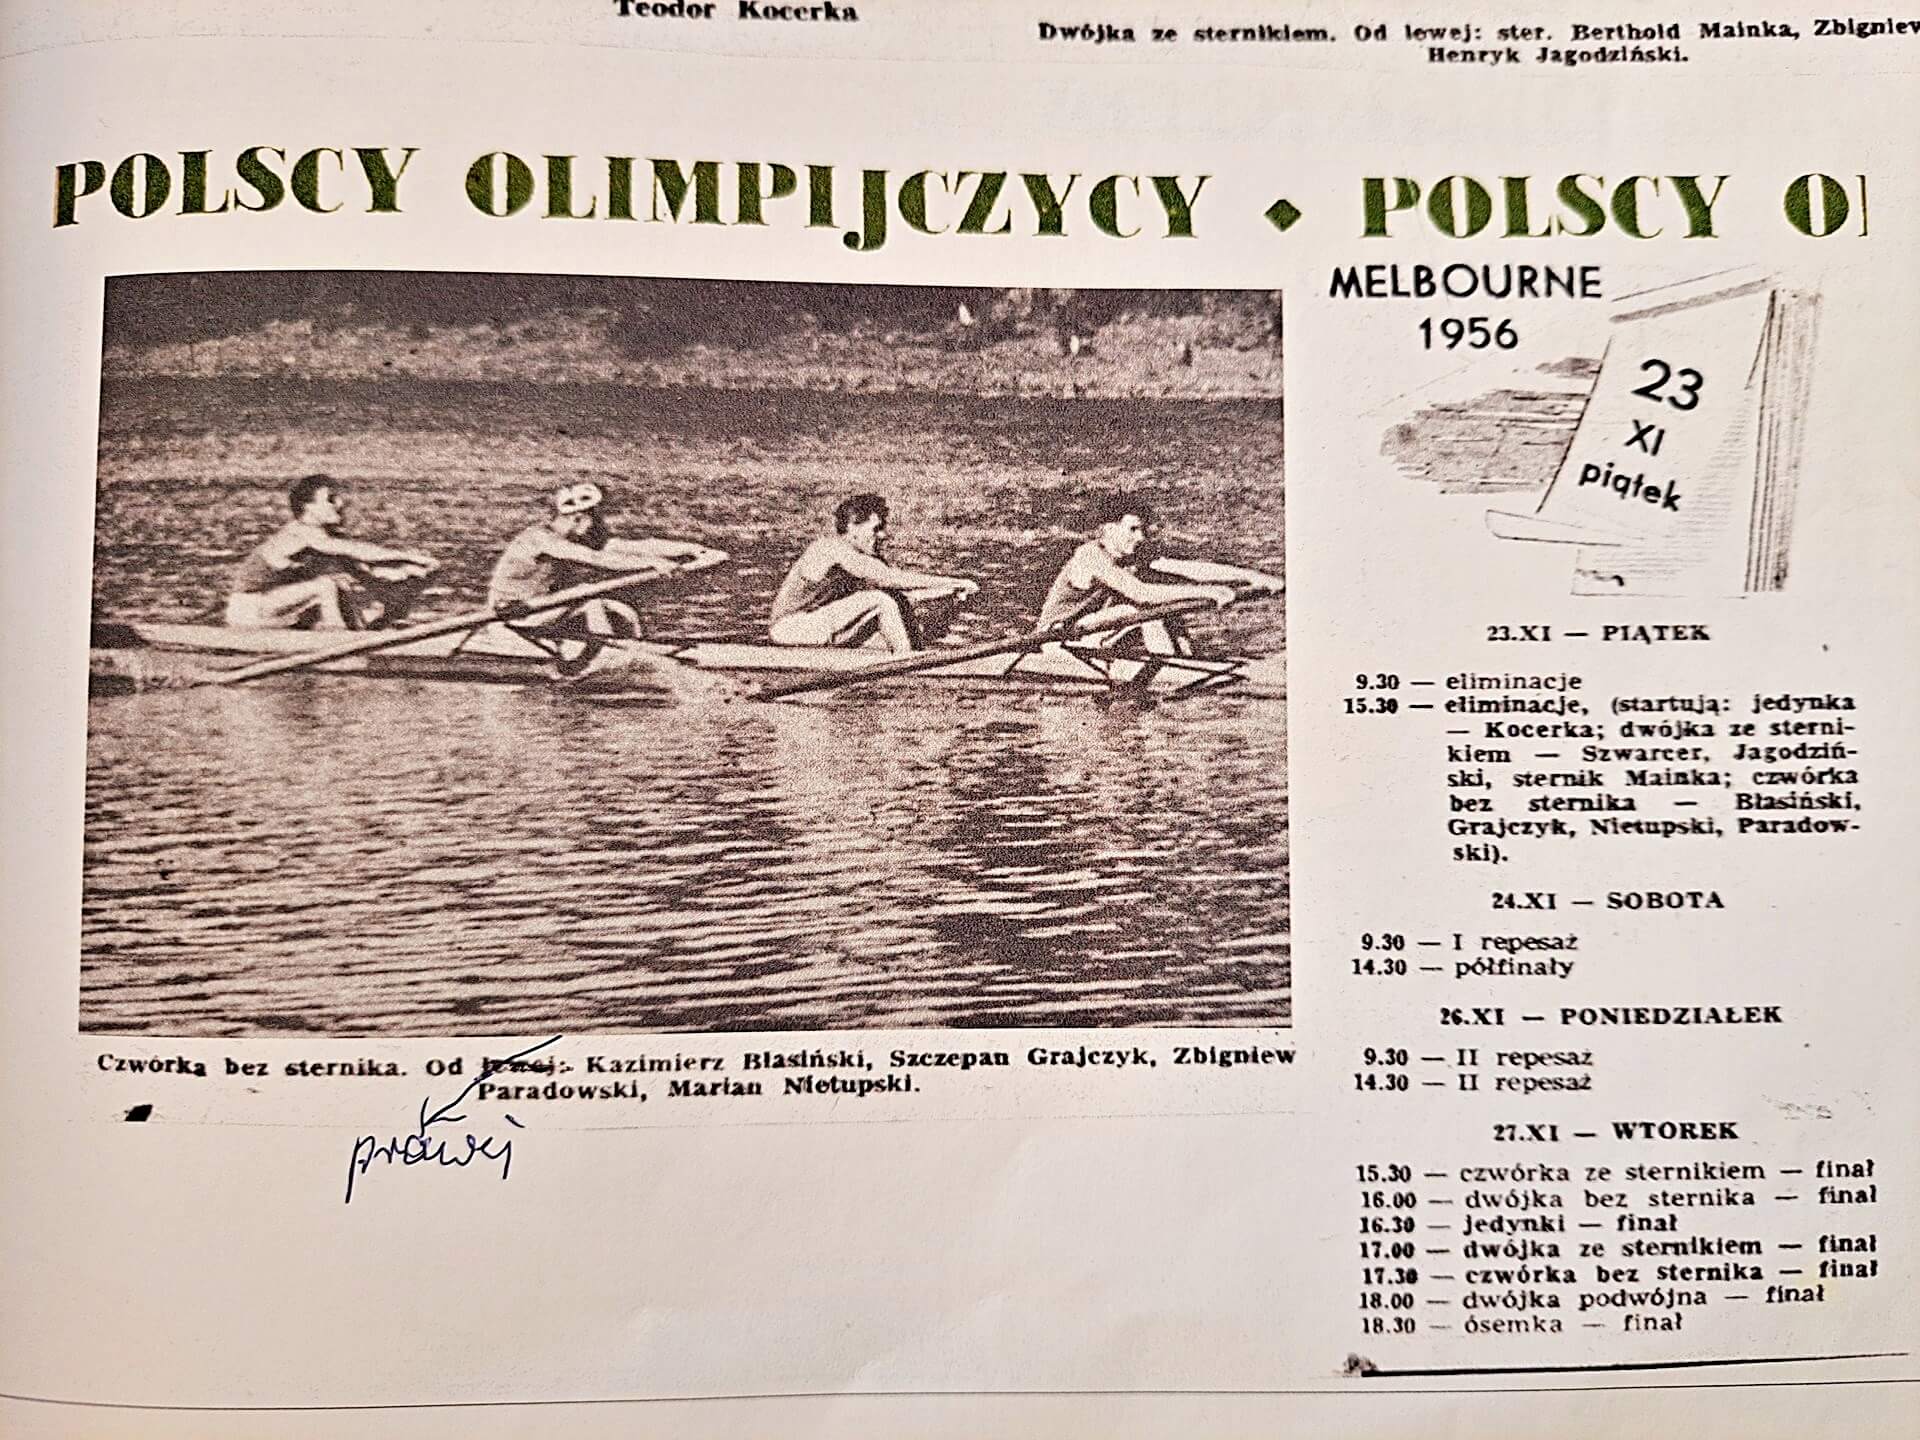 Teodor Kocerka
Dwójka ze sternikiem. Od lewej: ster. Berthold Mainka, Zbigniew
Henryk Jagodziński.
POLSCY OLIMPIJCZYCY ◆ POLSCY OL
MELBOURNE
1956
23
XI
piątek
Czwórka bez sternika. Od lewej: Kazimierz Błasiński, Szczepan Grajczyk, Zbigniew
Paradowski, Marian Nietupski.
prawej
23.XI — PIĄTEK
9.30 — eliminacje
15.30 — eliminacje, (startują: jedynka
— Kocerka; dwójka ze sterni-
kiem — Szwarcer, Jagodziń-
ski, sternik Mainka; czwórka
bez sternika — Błasiński,
Grajczyk, Nietupski, Paradow-
ski).
24.XI — SOBOTA
9.30 — I repesaż
14.30 — półfinały
26.XI — PONIEDZIAŁEK
9.30 — II repesaż
14.30 — II repesaż
27.XI — WTOREK
15.30 — czwórka ze sternikiem — finał
16.00 — dwójka bez sternika — finał
16.30 — jedynki — finał
17.00 — dwójka ze sternikiem — finał
17.30 — czwórka bez sternika — finał
18.00 — dwójka podwójna — finał
18.30 — ósemka — finał